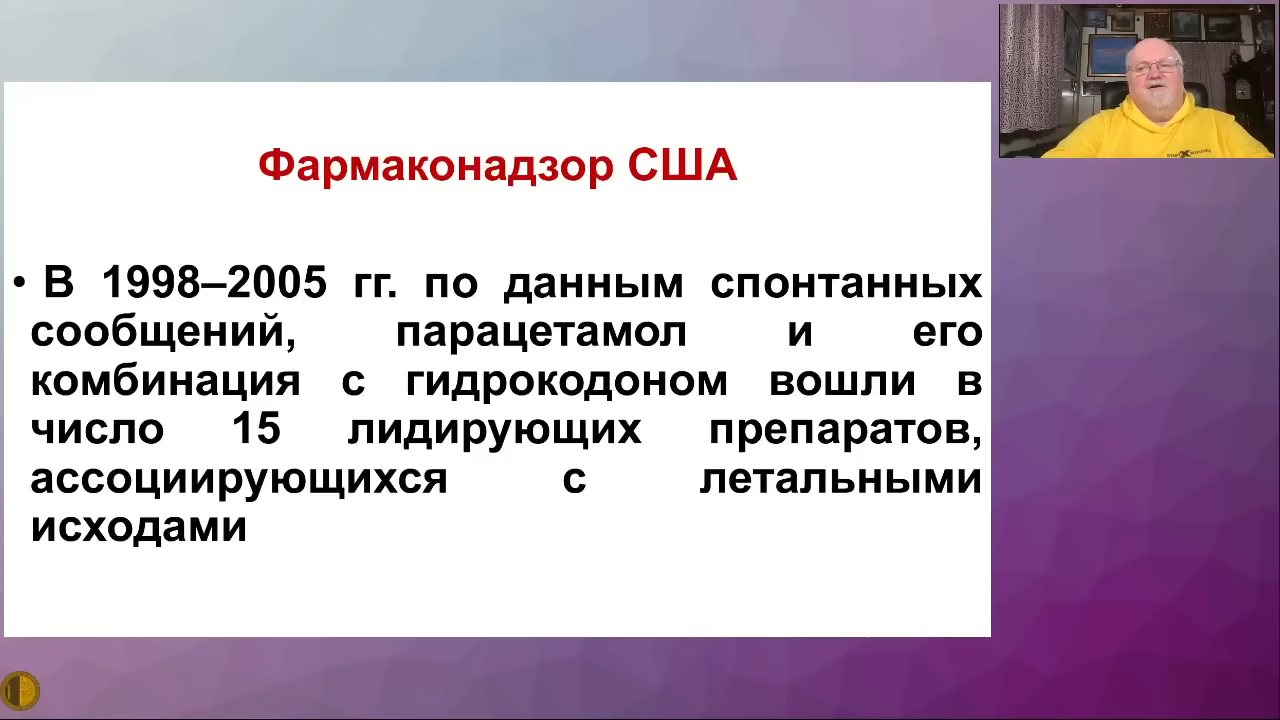 Фармаконадзор США
• В 1998–2005 гг. по данным спонтанных
сообщений, парацетамол и его
комбинация с гидрокодоном вошли в
число 15 лидирующих препаратов,
ассоциирующихся с летальными
исходами